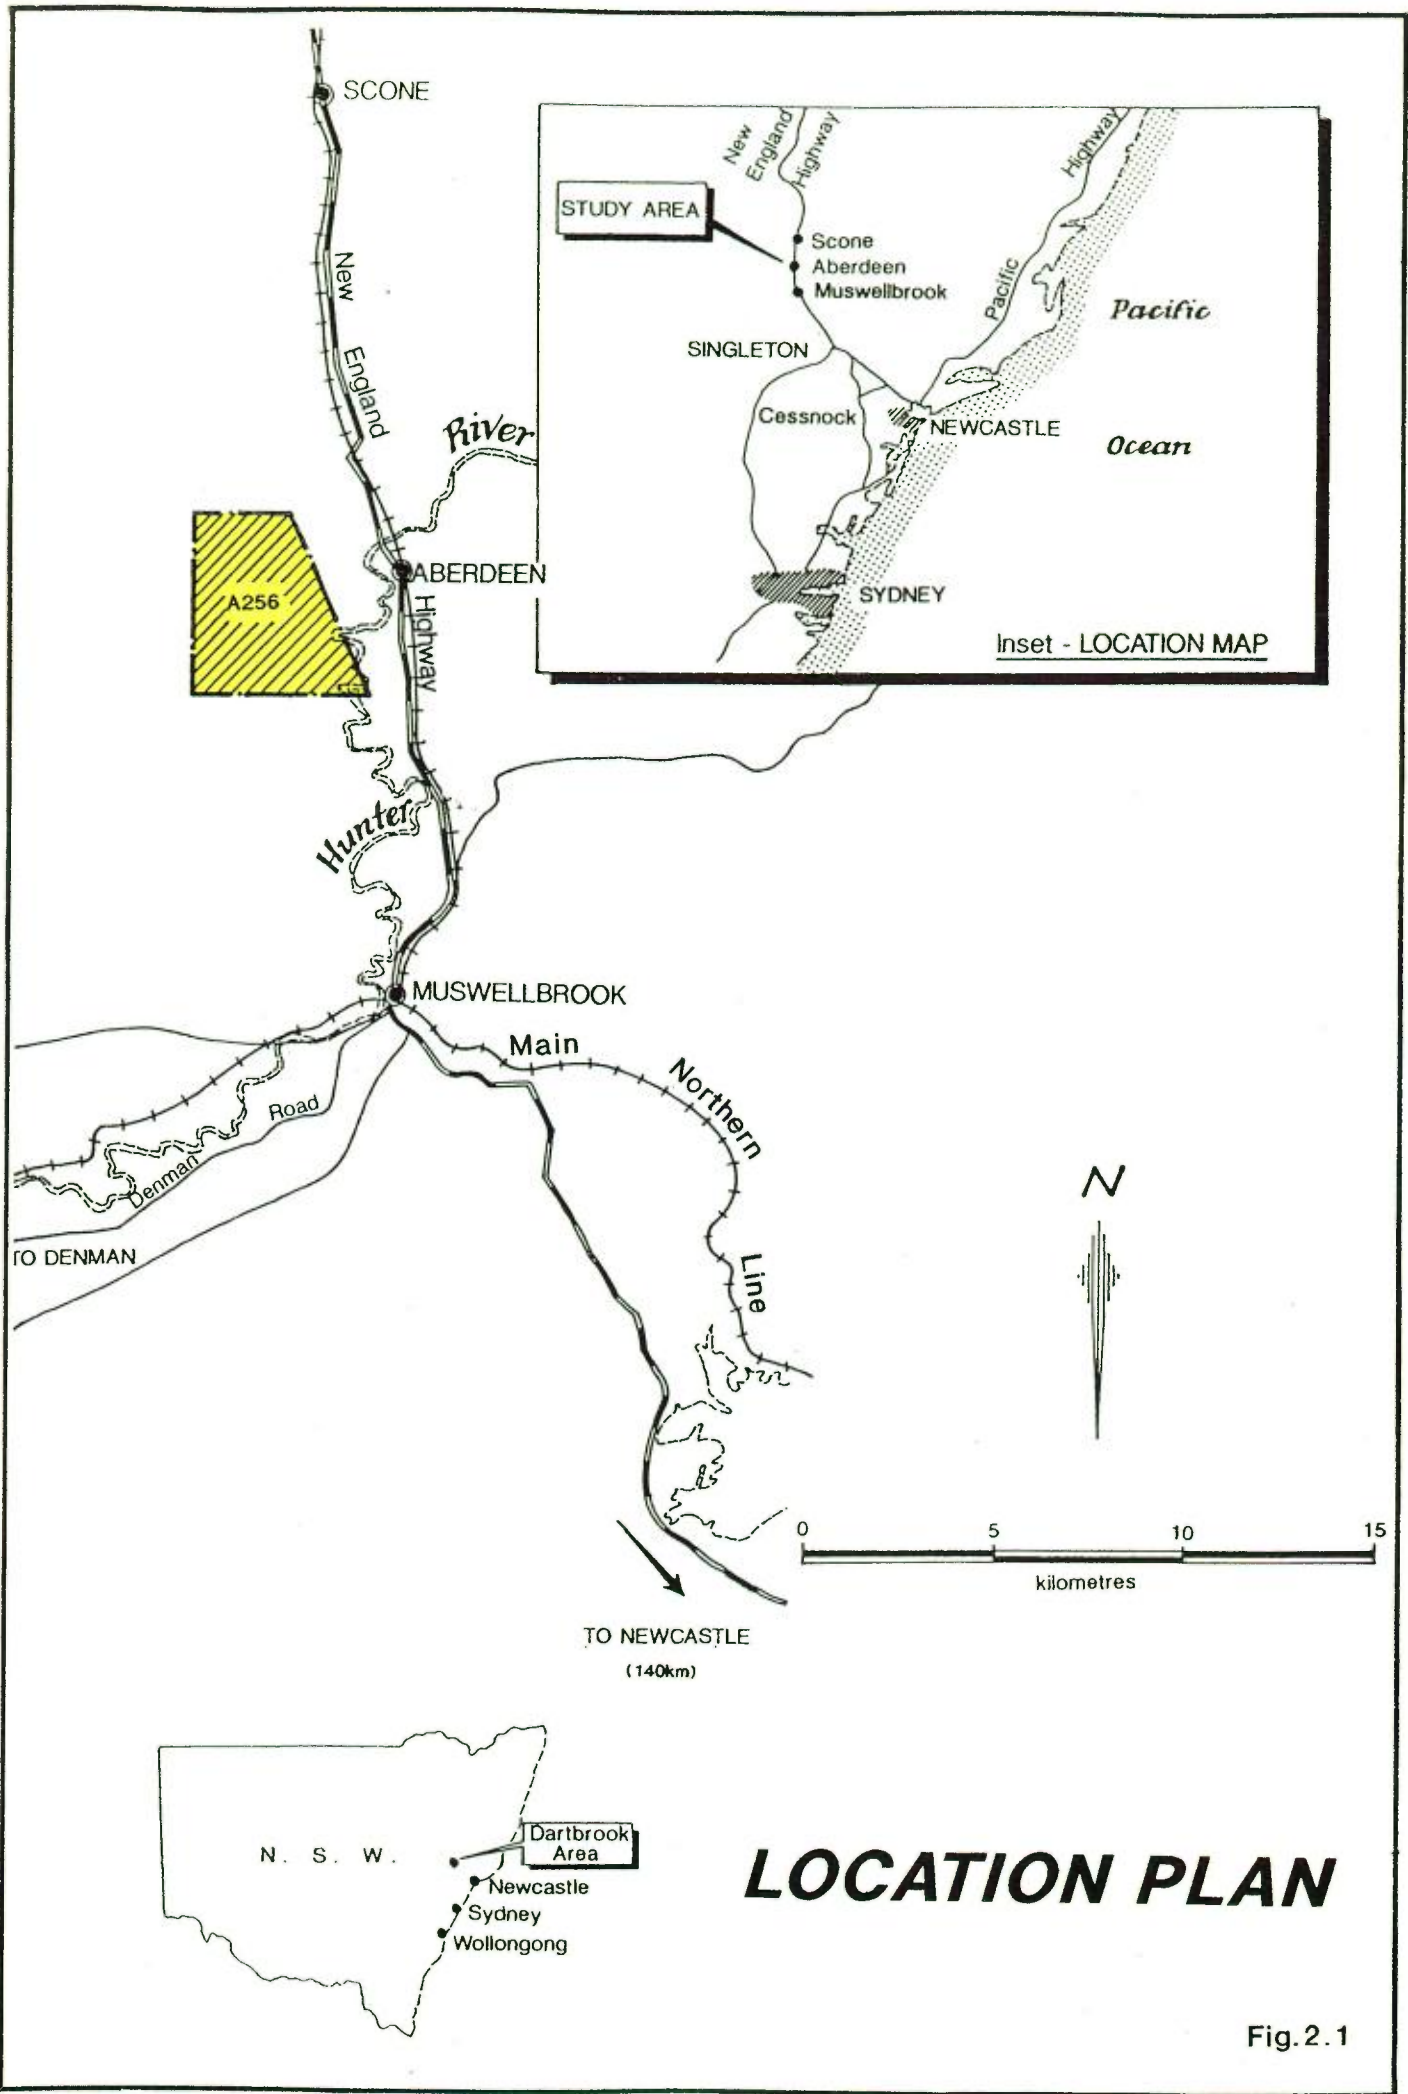 SCONE
New
England
Highway
Highway
STUDY AREA
Scone
Aberdeen
Muswellbrook
Pacific
Pacific
SINGLETON
Cessnock
NEWCASTLE
Ocean
SYDNEY
Inset - LOCATION MAP
New
England
River
A256
ABERDEEN
Highway
Hunter
MUSWELLBROOK
Main
Northern
Line
Road
Denman
TO DENMAN
N
0 5 10 15
kilometres
TO NEWCASTLE
(140km)
N. S. W.
Dartbrook
Area
Newcastle
Sydney
Wollongong
LOCATION PLAN
Fig.2.1